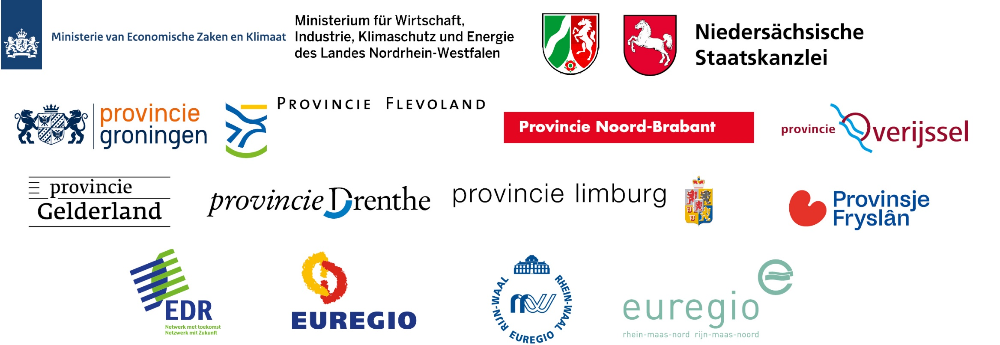 Ministerie van Economische Zaken en Klimaat
Ministerium für Wirtschaft,
Industrie, Klimaschutz und Energie
des Landes Nordrhein-Westfalen
Niedersächsische
Staatskanzlei
provincie
groningen
PROVINCIE FLEVOLAND
Provincie Noord-Brabant
provincie Overijssel
provincie
Gelderland
provincie Drenthe
provincie limburg
Provinsje
Fryslân
EDR
Netwerk met toekomst
Netzwerk mit Zukunft
EUREGIO
RIJN-WAAL
EUREGIO
RHEIN-WAAL
euregio
rhein-maas-nord rijn-maas-noord